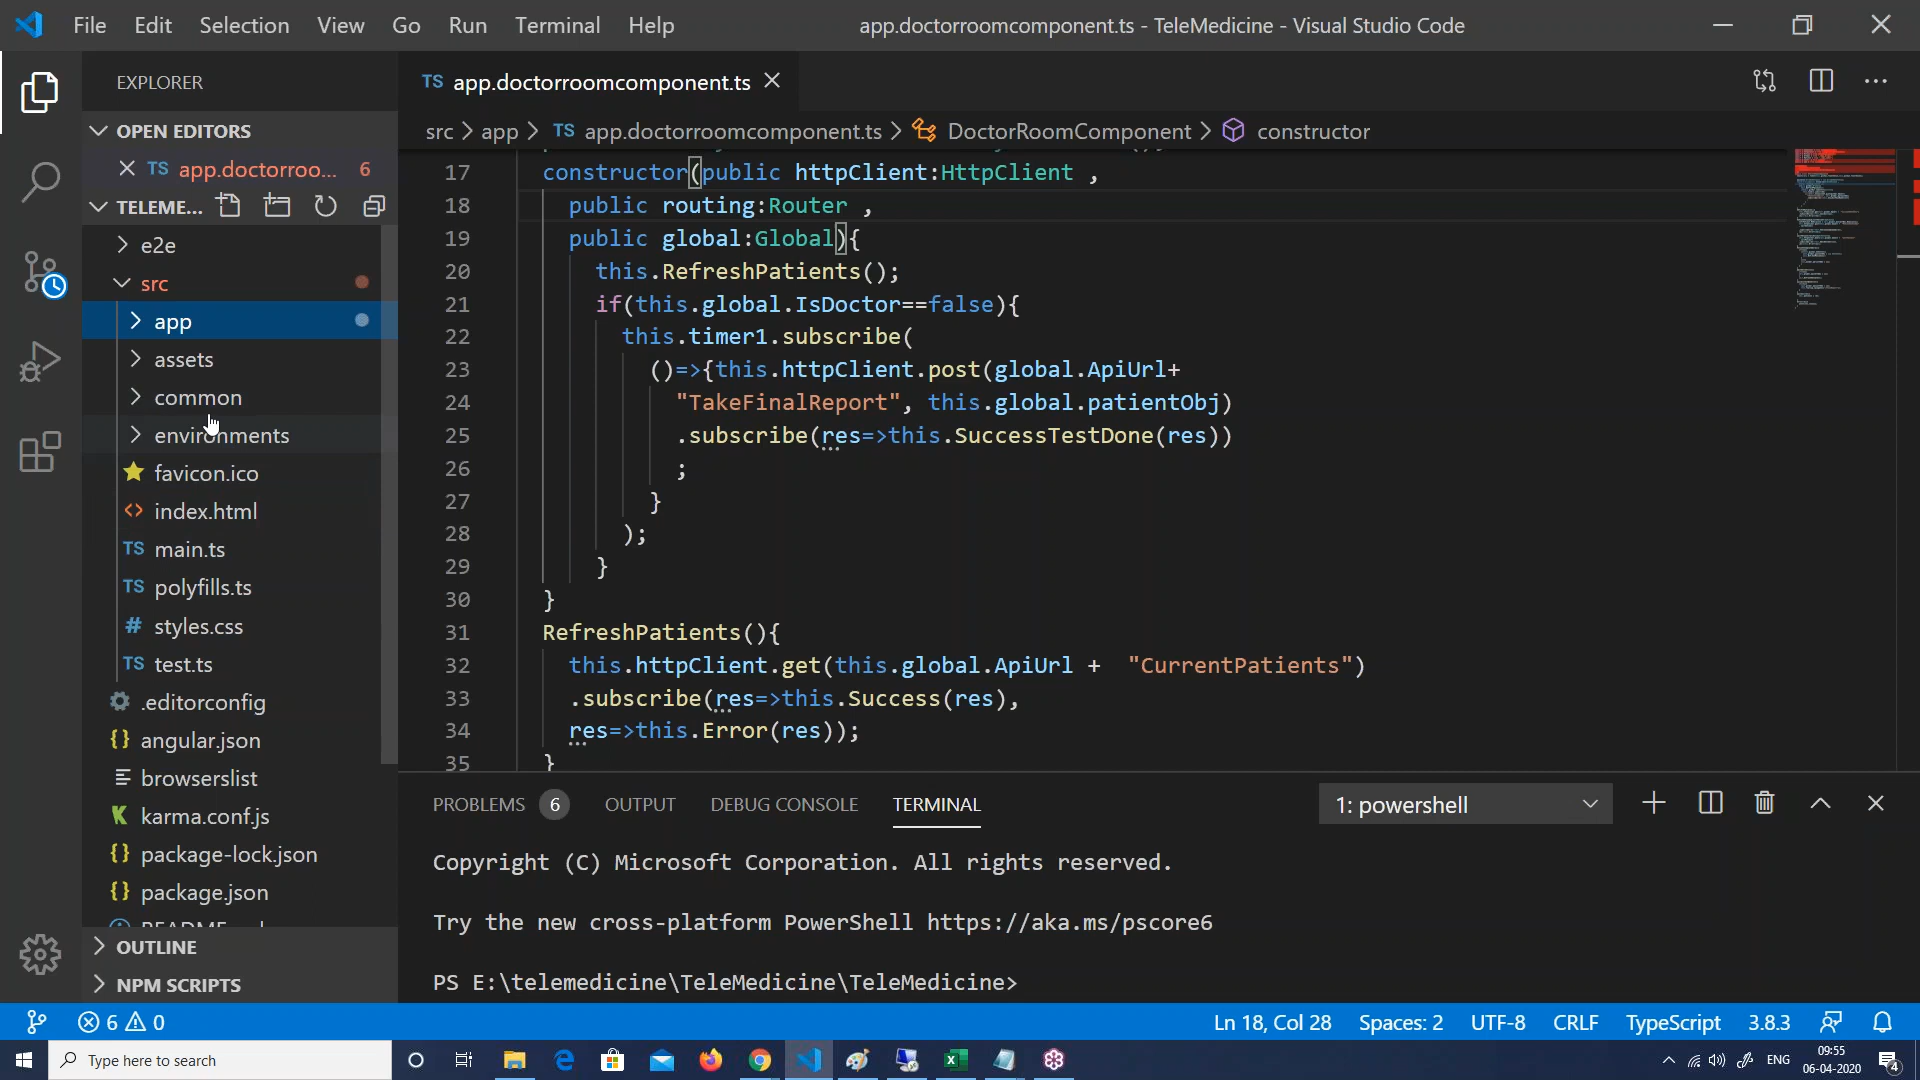 File Edit Selection View Go Run Terminal Help
app.doctorroomcomponent.ts - TeleMedicine - Visual Studio Code
EXPLORER
OPEN EDITORS
TS app.doctorroo... 6
TELEME...
e2e
src
app
assets
common
environments
favicon.ico
index.html
TS main.ts
TS polyfills.ts
# styles.css
TS test.ts
.editorconfig
{} angular.json
browserslist
karma.conf.js
{} package-lock.json
{} package.json
OUTLINE
NPM SCRIPTS
TS app.doctorroomcomponent.ts
src > app > TS app.doctorroomcomponent.ts > DoctorRoomComponent > constructor
17 constructor(public httpClient:HttpClient ,
18 public routing:Router ,
19 public global:Global){
20 this.RefreshPatients();
21 if(this.global.IsDoctor==false){
22 this.timer1.subscribe(
23 ()=>{this.httpClient.post(global.ApiUrl+
24 "TakeFinalReport", this.global.patientObj)
25 .subscribe(res=>this.SuccessTestDone(res))
26 ;
27 }
28 );
29 }
30 }
31 RefreshPatients(){
32 this.httpClient.get(this.global.ApiUrl + "CurrentPatients")
33 .subscribe(res=>this.Success(res),
34 res=>this.Error(res));
35 }
PROBLEMS 6 OUTPUT DEBUG CONSOLE TERMINAL
1: powershell
Copyright (C) Microsoft Corporation. All rights reserved.
Try the new cross-platform PowerShell https://aka.ms/pscore6
PS E:\telemedicine\TeleMedicine\TeleMedicine>
6 0
Ln 18, Col 28 Spaces: 2 UTF-8 CRLF TypeScript 3.8.3
Type here to search
ENG
09:55
06-04-2020
4